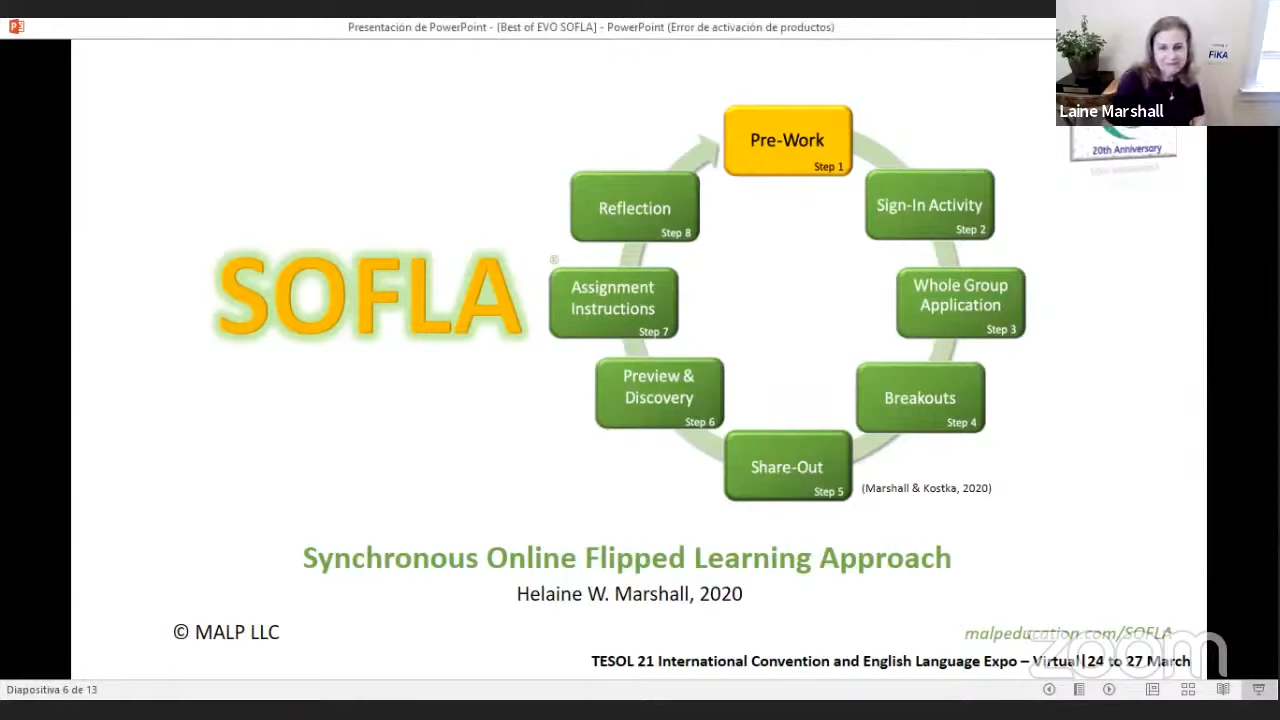 Presentación de PowerPoint - [Best of EVO SOFLA] - PowerPoint (Error de activación de productos)
FiKA
Laine Marshall
20th Anniversary
Pre-Work
Step 1
Sign-In Activity
Step 2
Whole Group
Application
Step 3
Breakouts
Step 4
Share-Out
Step 5
Preview &
Discovery
Step 6
Assignment
Instructions
Step 7
Reflection
Step 8
SOFLA
®
(Marshall & Kostka, 2020)
Synchronous Online Flipped Learning Approach
Helaine W. Marshall, 2020
© MALP LLC
malpeducation.com/SOFLA
zoom
TESOL 21 International Convention and English Language Expo – Virtual|24 to 27 March
Diapositiva 6 de 13